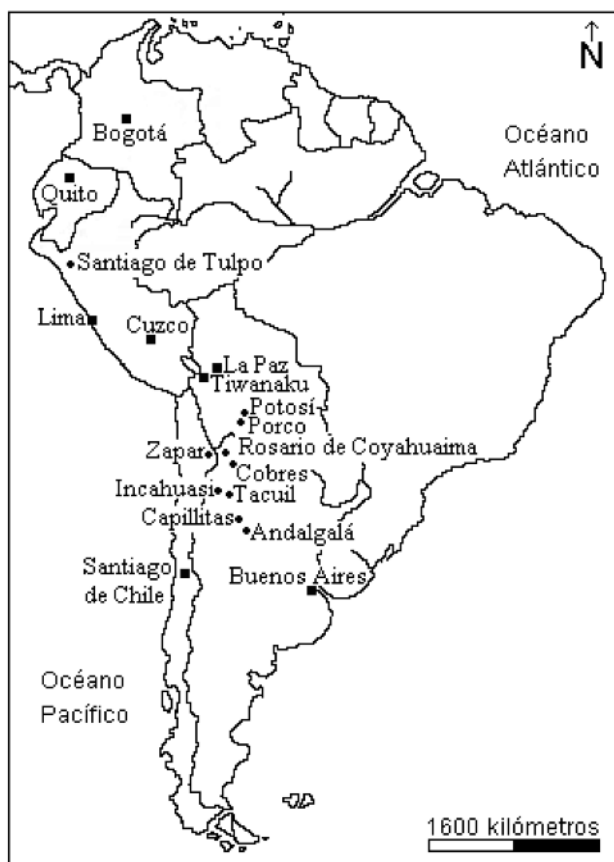 N
Bogotá
Océano
Atlántico
Quito
Santiago de Tulpo
Lima
Cuzco
La Paz
Tiwanaku
Potosí
Porco
Zapar
Rosario de Coyahuaima
Cobres
Incahuasi
Tacuil
Capillitas
Andalgalá
Santiago
de Chile
Buenos Aires
Océano
Pacífico
1600 kilómetros